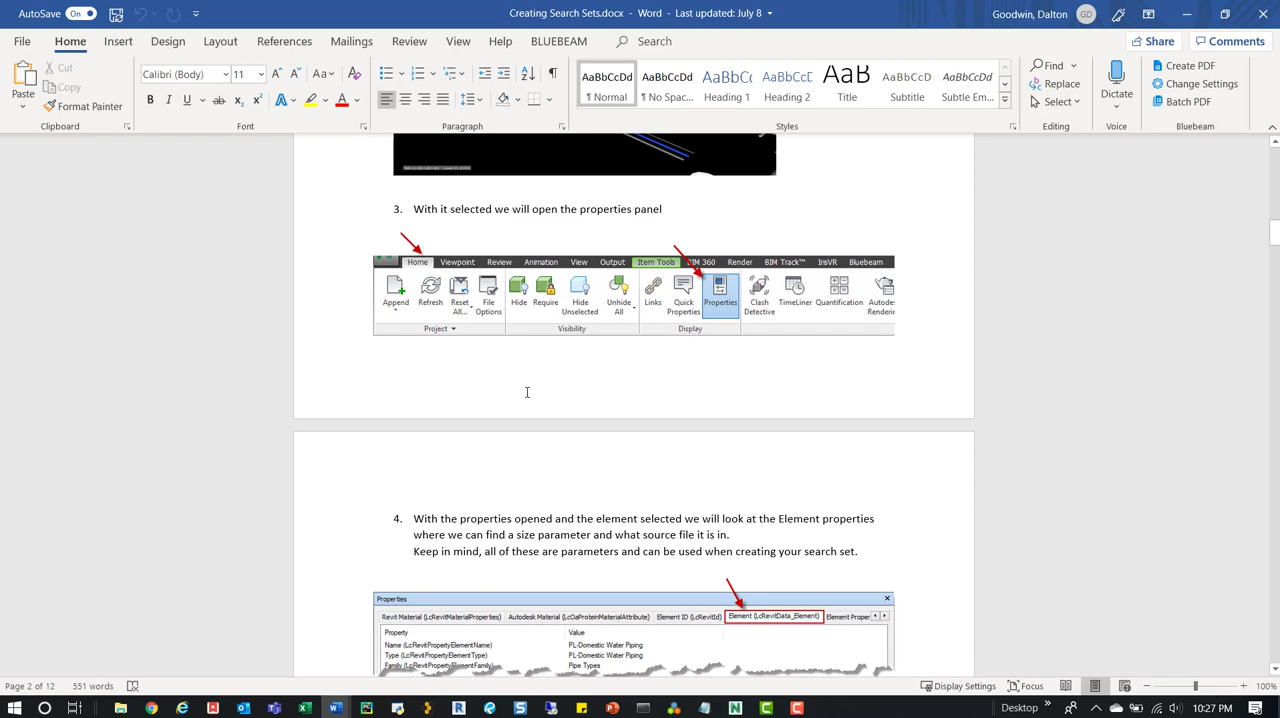 AutoSave On
Creating Search Sets.docx - Word - Last updated: July 8
Goodwin, Dalton GD
File Home Insert Design Layout References Mailings Review View Help BLUEBEAM Search Share Comments
Paste Cut Copy Format Painter
Clipboard
Calibri (Body) 11
Font
Paragraph
AaBbCcDd AaBbCcDd AaBbCc AaBbCcD AaB AaBbCcD AaBbCcDd
¶ Normal ¶ No Spac... Heading 1 Heading 2 Title Subtitle Subtle Em...
Styles
Find Replace Select
Editing
Dictate
Voice
Create PDF
Change Settings
Batch PDF
Bluebeam
3. With it selected we will open the properties panel
Home Viewpoint Review Animation View Output Item Tools BIM 360 Render BIM Track™ IrisVR Bluebeam
Append Refresh Reset All... File Options Hide Require Hide Unselected Unhide All Links Quick Properties Properties Clash Detective TimeLiner Quantification Autodes Renderin
Project Visibility Display
4. With the properties opened and the element selected we will look at the Element properties
where we can find a size parameter and what source file it is in.
Keep in mind, all of these are parameters and can be used when creating your search set.
Properties
Revit Material (LcRevitMaterialProperties) Autodesk Material (LcOaProteinMaterialAttribute) Element ID (LcRevitId) Element (LcRevitData_Element) Element Proper
Property Value
Name (LcRevitPropertyElementName) PL-Domestic Water Piping
Type (LcRevitPropertyElementType) PL-Domestic Water Piping
Family (LcRevitPropertyElementFamily) Pipe Types
Page 2 of 12 551 words Display Settings Focus 100%
Desktop 10:27 PM